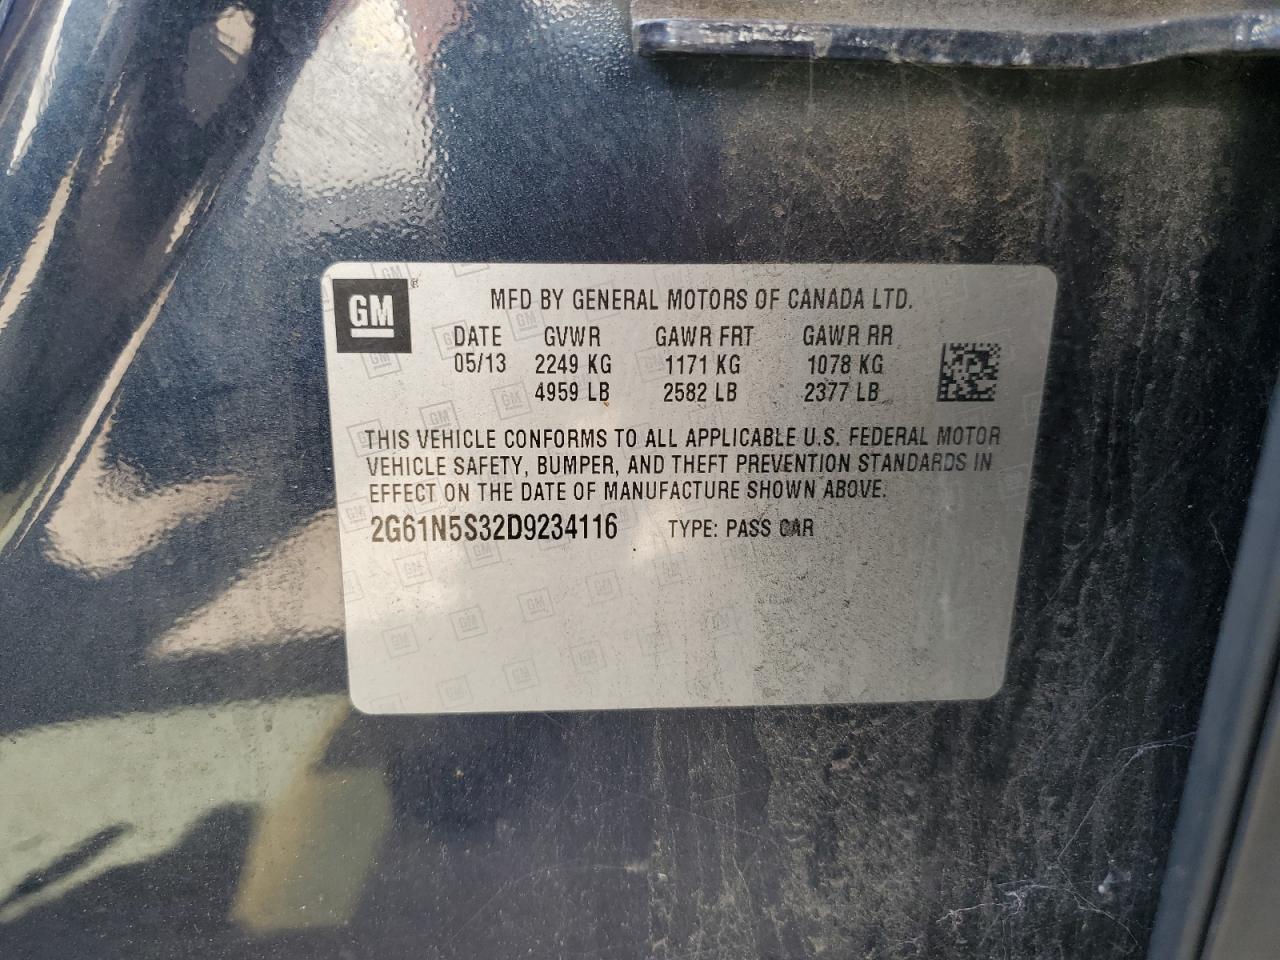 GM
MFD BY GENERAL MOTORS OF CANADA LTD.
DATE GVWR GAWR FRT GAWR RR
05/13 2249 KG 1171 KG 1078 KG
4959 LB 2582 LB 2377 LB
THIS VEHICLE CONFORMS TO ALL APPLICABLE U.S. FEDERAL MOTOR
VEHICLE SAFETY, BUMPER, AND THEFT PREVENTION STANDARDS IN
EFFECT ON THE DATE OF MANUFACTURE SHOWN ABOVE.
2G61N5S32D9234116 TYPE: PASS CAR